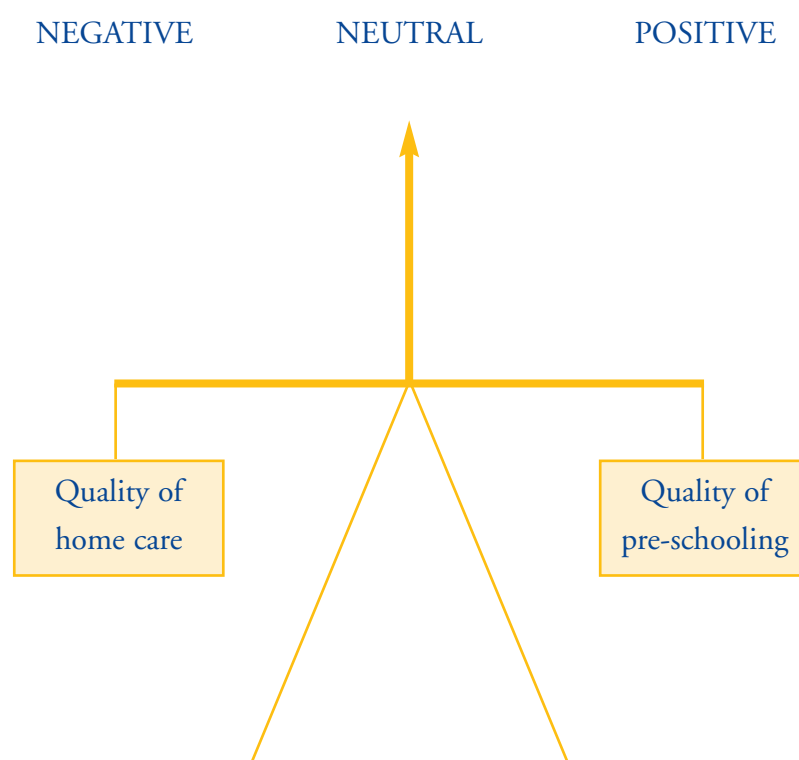 NEGATIVE NEUTRAL POSITIVE
Quality of
home care
Quality of
pre-schooling